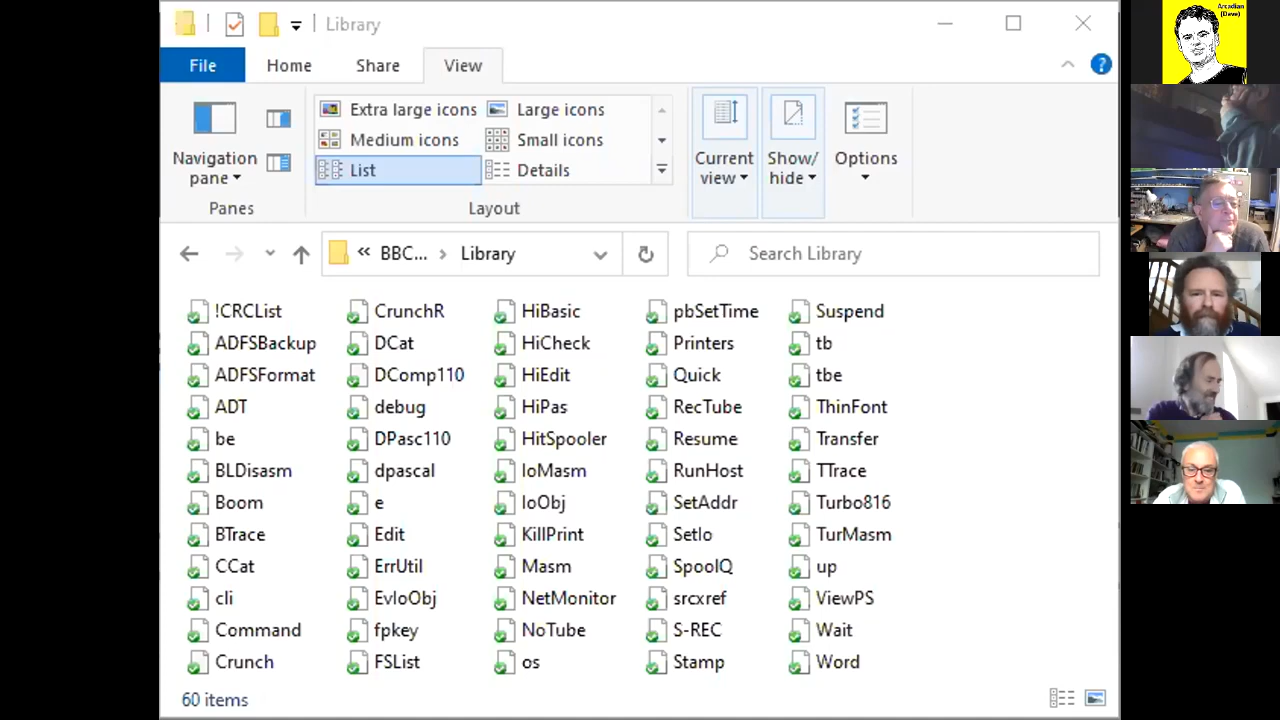 Library
File Home Share View
Navigation pane
Panes
Extra large icons Large icons
Medium icons Small icons
List Details
Layout
Current view
Show/ hide
Options
« BBC... › Library
Search Library
!CRCList
ADFSBackup
ADFSFormat
ADT
be
BLDisasm
Boom
BTrace
CCat
cli
Command
Crunch
CrunchR
DCat
DComp110
debug
DPasc110
dpascal
e
Edit
ErrUtil
EvIoObj
fpkey
FSList
HiBasic
HiCheck
HiEdit
HiPas
HitSpooler
IoMasm
IoObj
KillPrint
Masm
NetMonitor
NoTube
os
pbSetTime
Printers
Quick
RecTube
Resume
RunHost
SetAddr
SetIo
SpoolQ
srcxref
S-REC
Stamp
Suspend
tb
tbe
ThinFont
Transfer
TTrace
Turbo816
TurMasm
up
ViewPS
Wait
Word
60 items
Arcadian
(Dave)